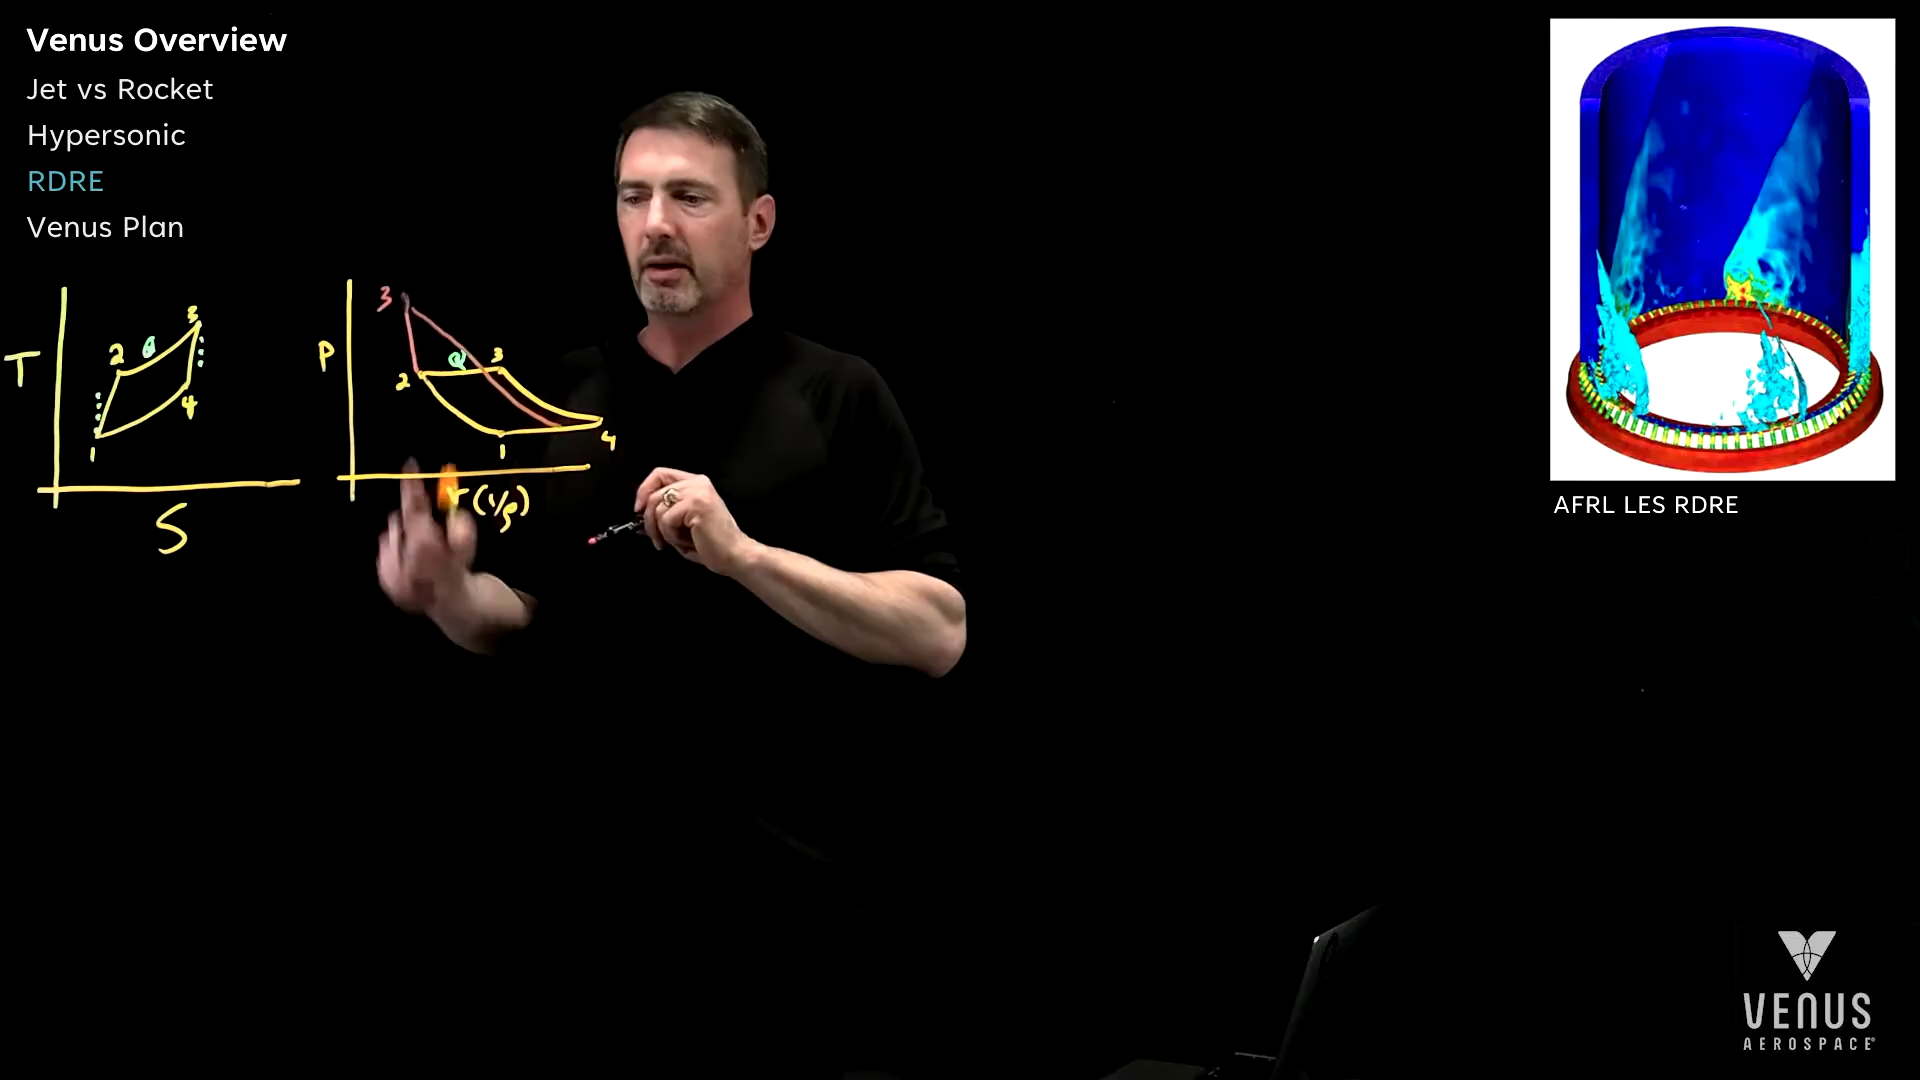 Venus Overview
Jet vs Rocket
Hypersonic
RDRE
Venus Plan
T
2
Q
3
4
1
S
P
3
2
Q
3
1
4
v (1/ρ)
AFRL LES RDRE
VENUS
AEROSPACE